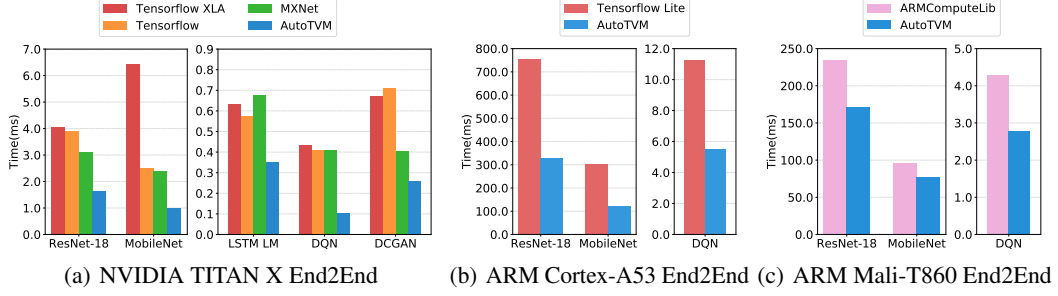 Tensorflow XLA
Tensorflow
MXNet
AutoTVM
Time(ms)
7.0
6.0
5.0
4.0
3.0
2.0
1.0
0.0
ResNet-18 MobileNet
0.9
0.8
0.7
0.6
0.5
0.4
0.3
0.2
0.1
0.0
LSTM LM DQN DCGAN
(a) NVIDIA TITAN X End2End
Tensorflow Lite
AutoTVM
Time(ms)
800.0
700.0
600.0
500.0
400.0
300.0
200.0
100.0
0.0
ResNet-18 MobileNet
12.0
10.0
8.0
6.0
4.0
2.0
0.0
DQN
(b) ARM Cortex-A53 End2End
ARMComputeLib
AutoTVM
Time(ms)
250.0
200.0
150.0
100.0
50.0
0.0
ResNet-18 MobileNet
5.0
4.0
3.0
2.0
1.0
0.0
DQN
(c) ARM Mali-T860 End2End